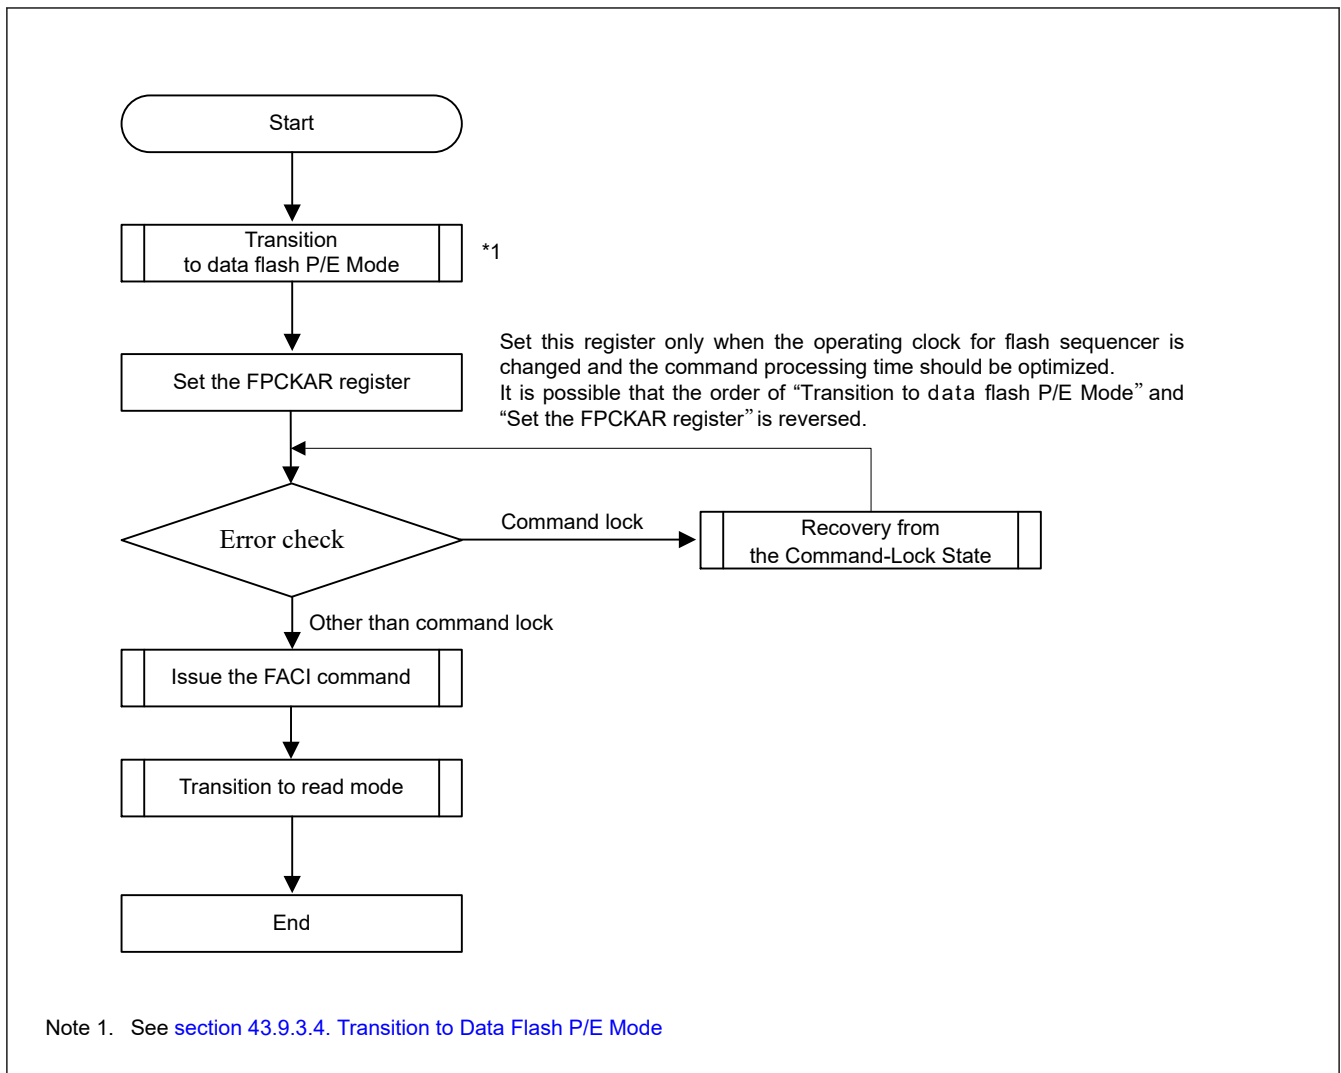 Start
Transition
to data flash P/E Mode
*1
Set the FPCKAR register
Set this register only when the operating clock for flash sequencer is
changed and the command processing time should be optimized.
It is possible that the order of “Transition to data flash P/E Mode” and
“Set the FPCKAR register” is reversed.
Error check
Command lock
Recovery from
the Command-Lock State
Other than command lock
Issue the FACI command
Transition to read mode
End
Note 1. See section 43.9.3.4. Transition to Data Flash P/E Mode